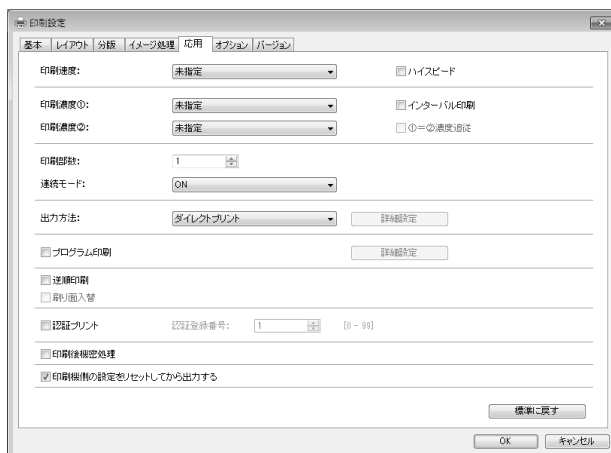 印刷設定
基本 レイアウト 分版 イメージ処理 応用 オプション バージョン
印刷速度: 未指定 ハイスピード
印刷濃度①: 未指定 インターバル印刷
印刷濃度②: 未指定 ①=②濃度追従
印刷部数: 1
連続モード: ON
出力方法: ダイレクトプリント 詳細設定
プログラム印刷 詳細設定
逆順印刷
刷り面入替
認証プリント 認証登録番号: 1 [0 - 99]
印刷後機密処理
印刷機側の設定をリセットしてから出力する
標準に戻す
OK キャンセル